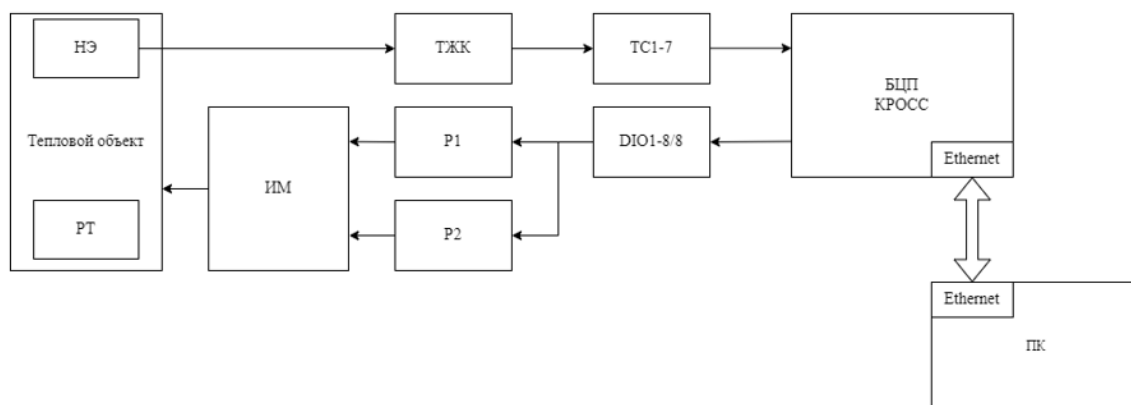 НЭ
ТЖК
ТС1-7
БЦП
КРОСС
Тепловой объект
ИМ
Р1
DIO1-8/8
Ethernet
РТ
Р2
Ethernet
ПК